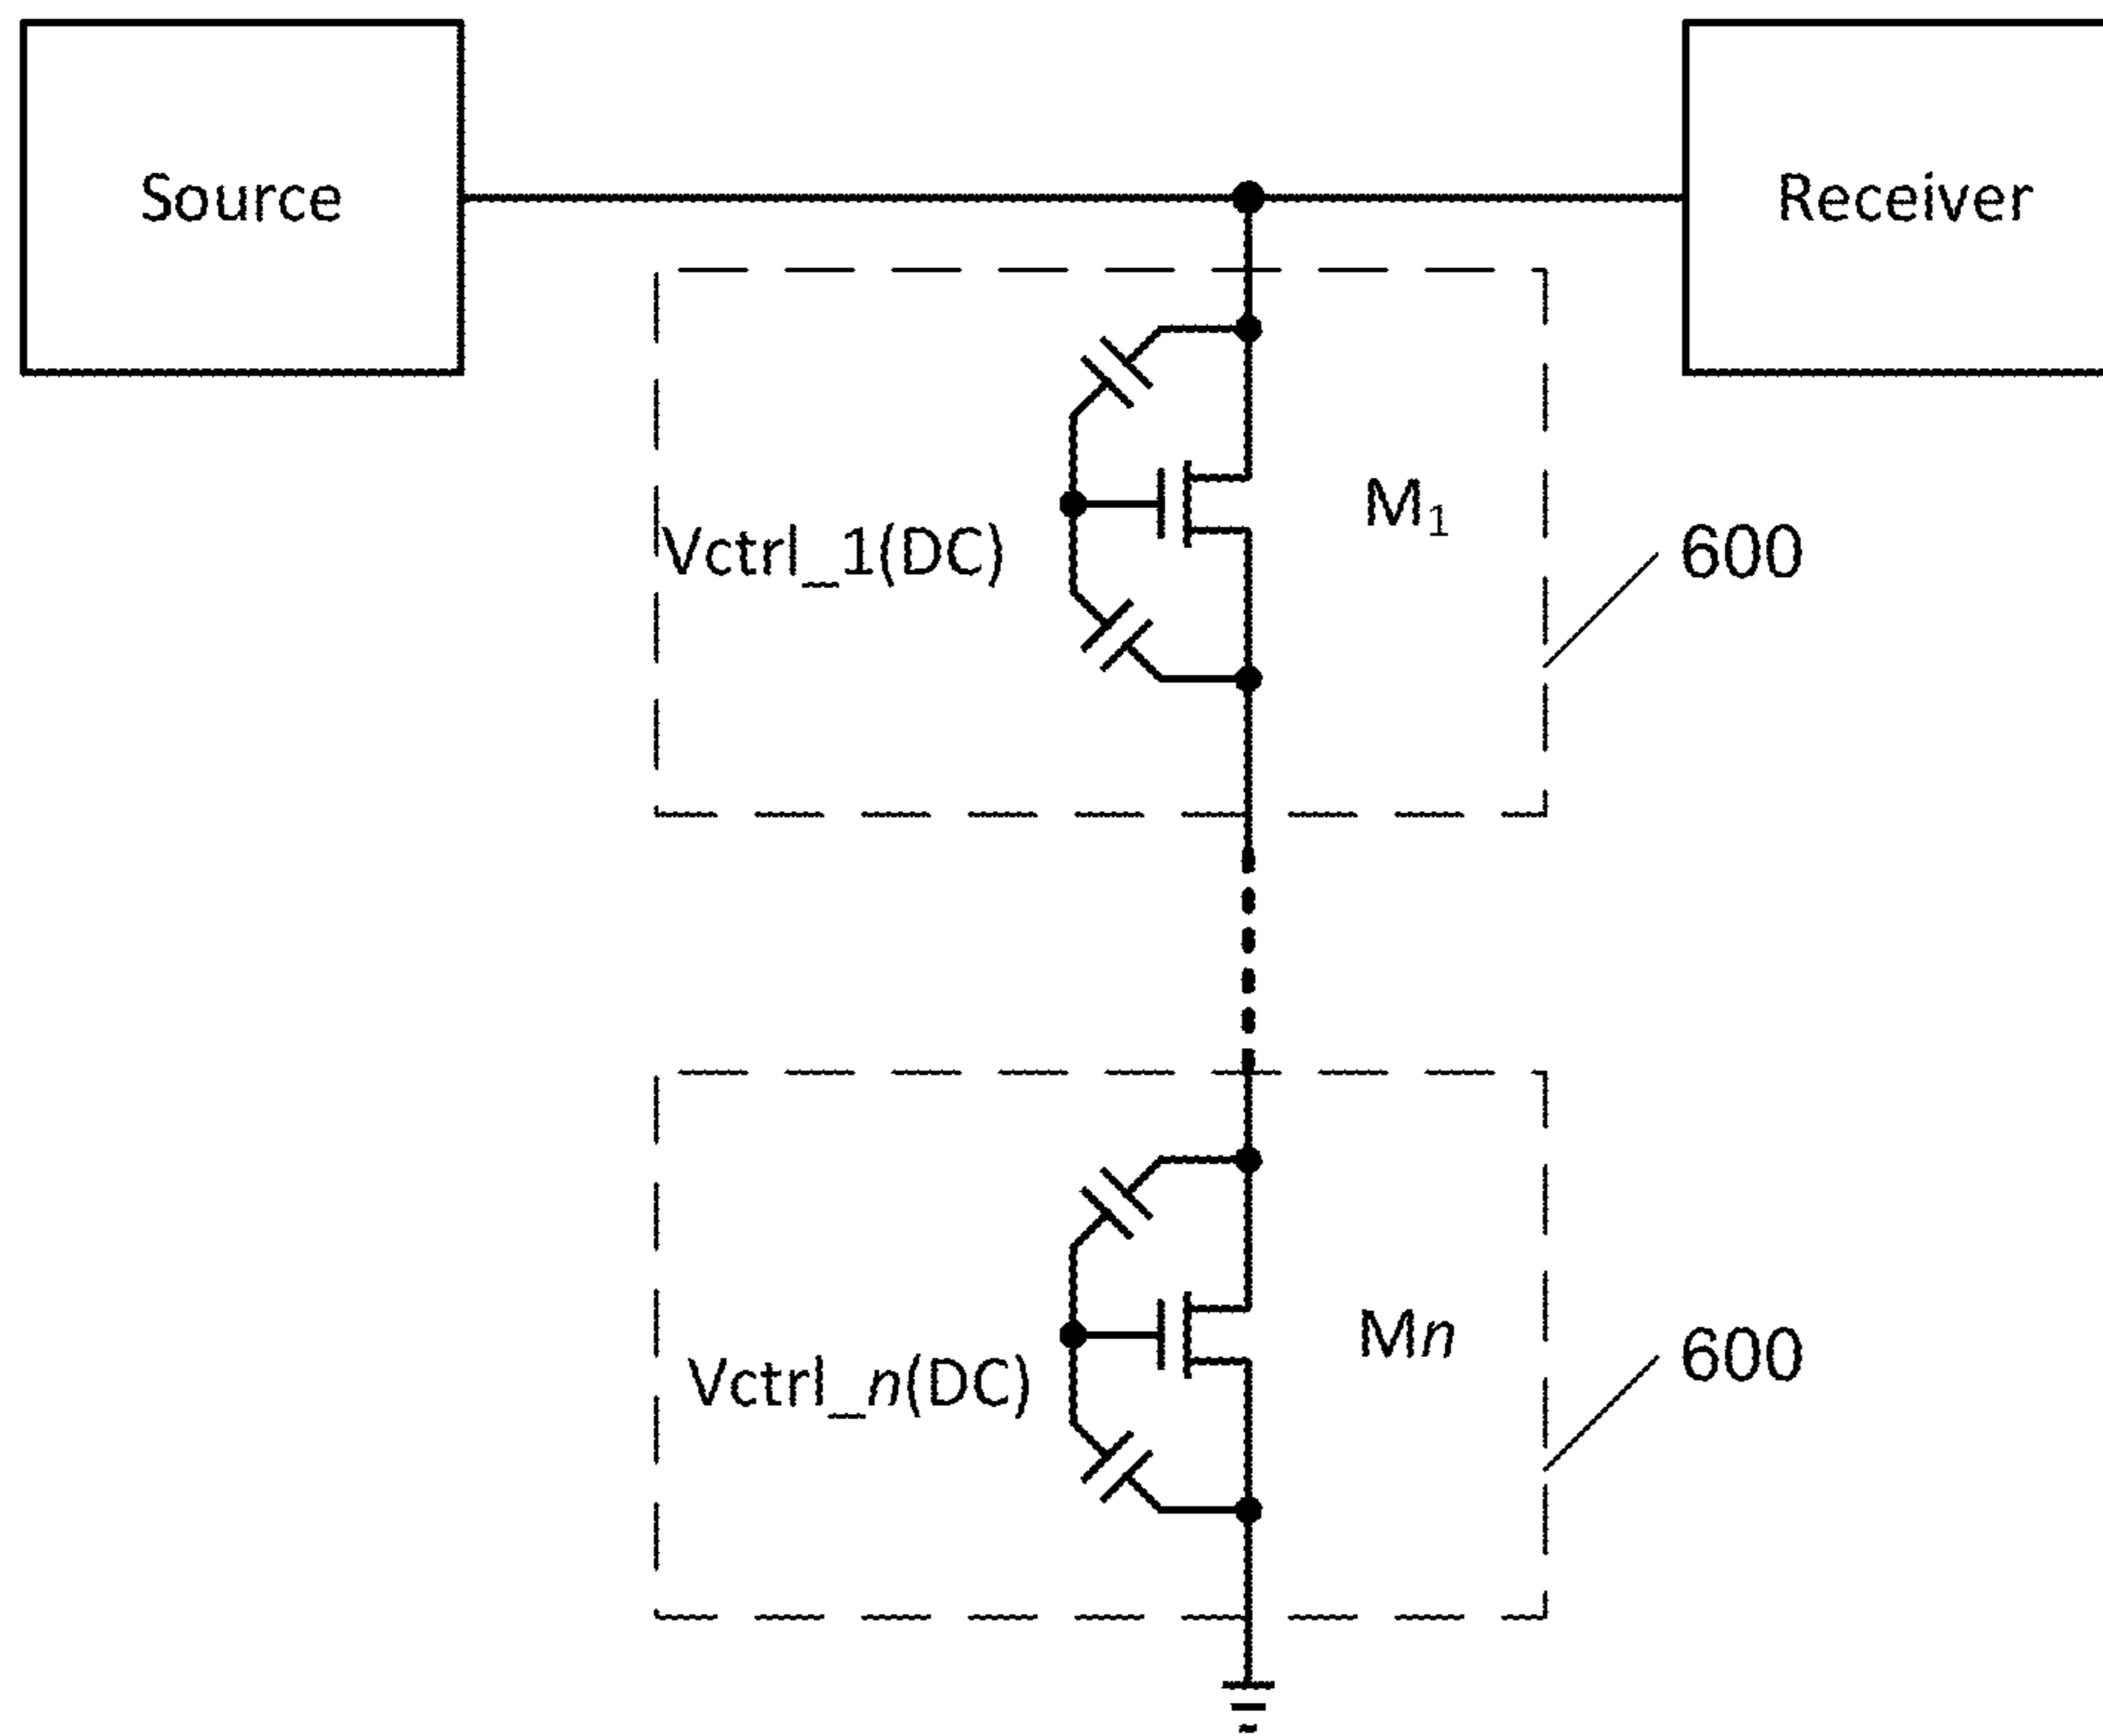 Source
Receiver
M₁
Vctrl_1(DC)
600
Mn
Vctrl_n(DC)
600